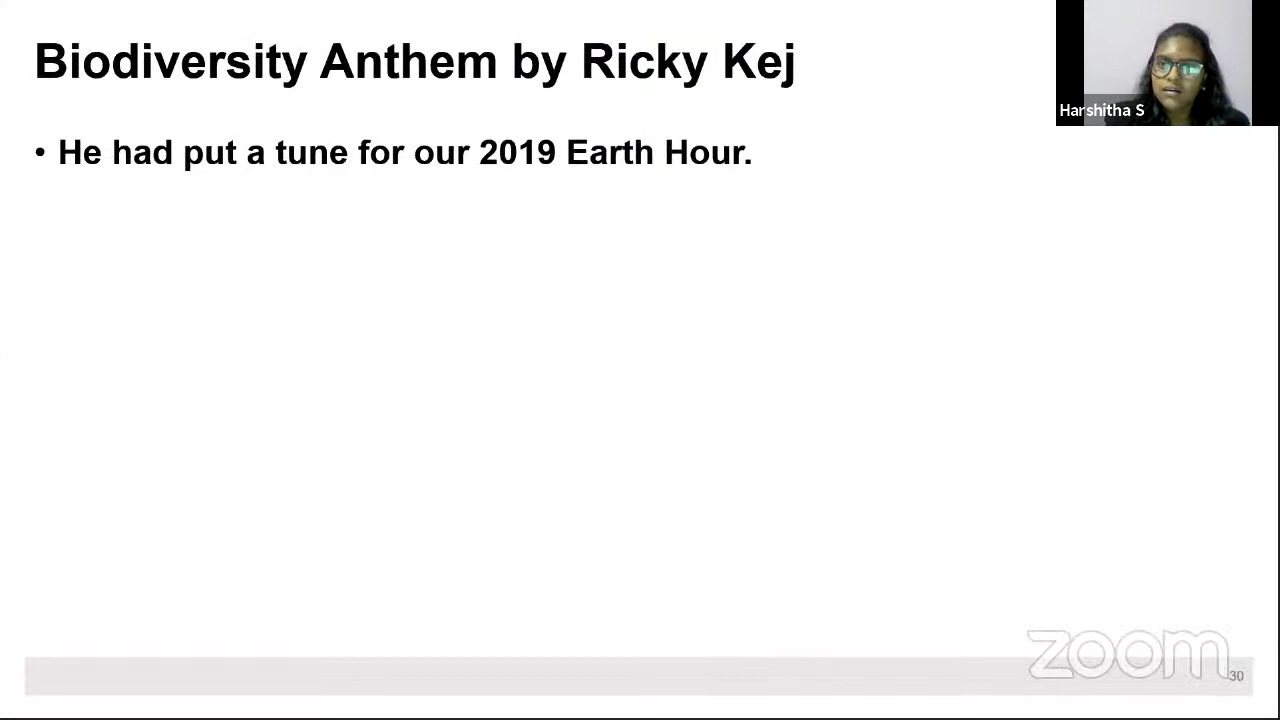 Biodiversity Anthem by Ricky Kej
Harshitha S
• He had put a tune for our 2019 Earth Hour.
zoom
30